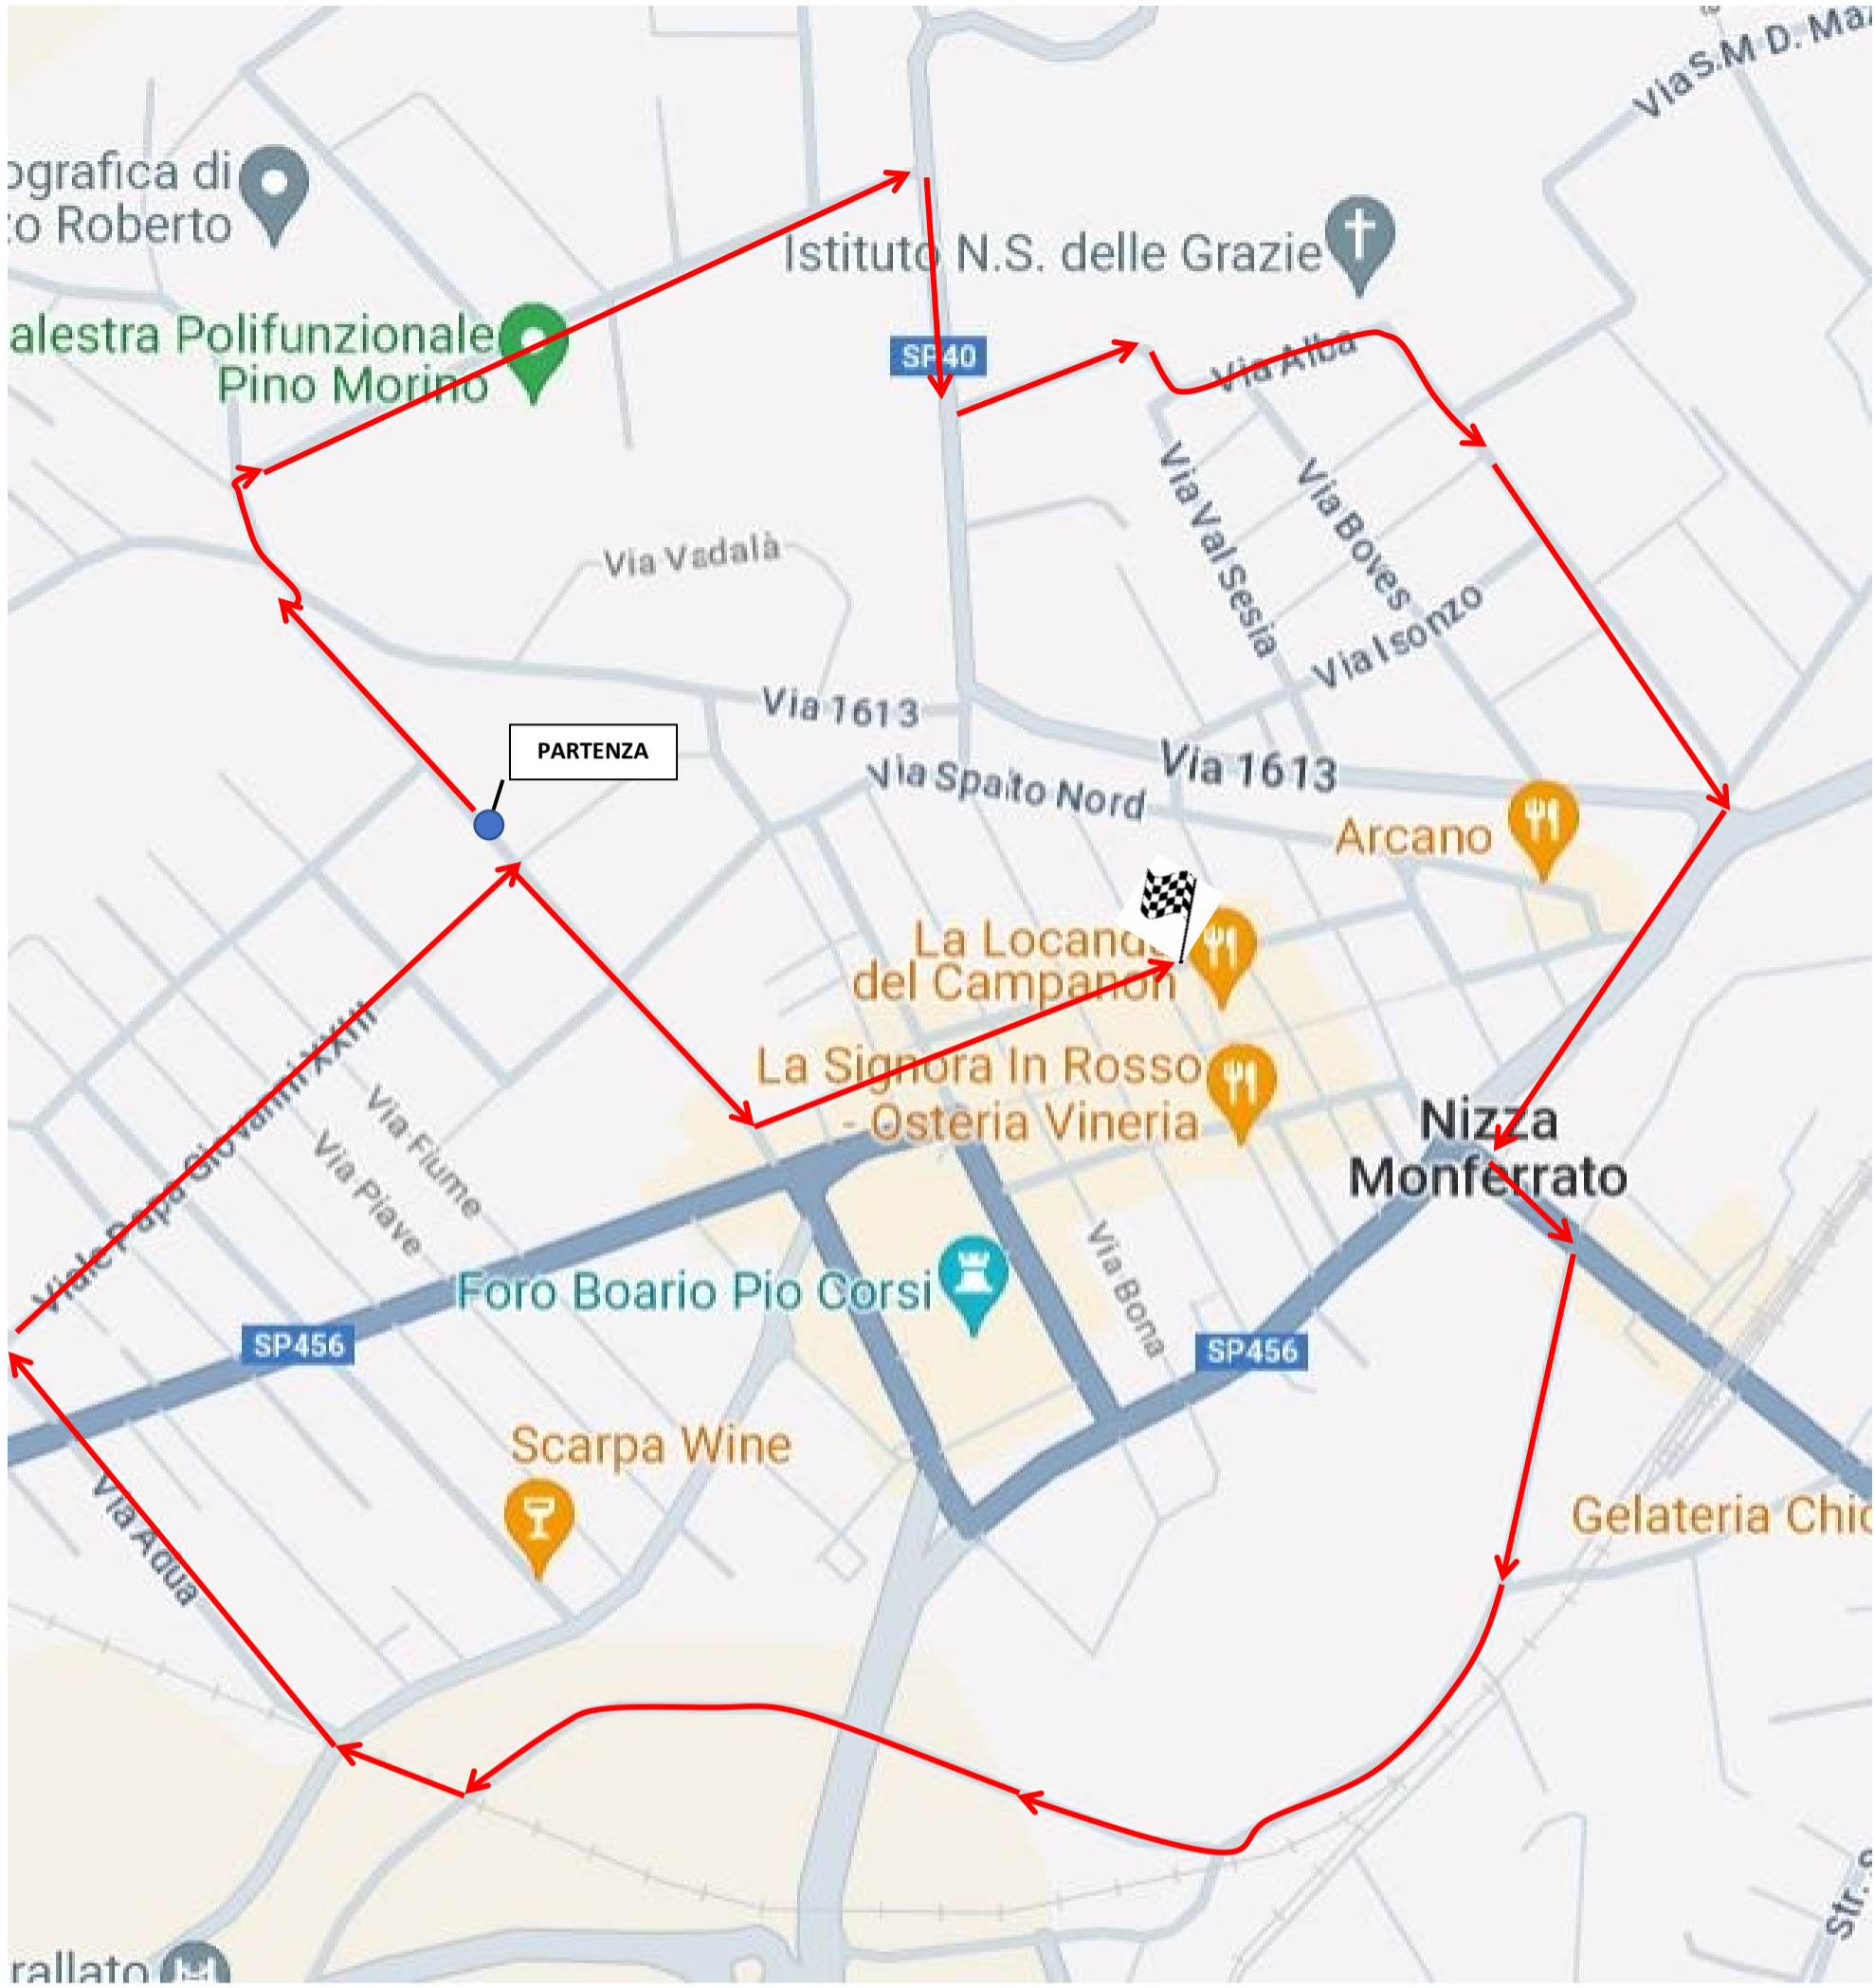 Via S.M D. Maz
ografica di
zo Roberto
Istituto N.S. delle Grazie
alestra Polifunzionale
Pino Morino
SP40
Via Alba
Via Val Sesia
Via Boves
Via Isonzo
Via Vadalà
Via 1613
PARTENZA
Via 1613
Via Spalto Nord
Arcano
La Locanda
del Campanon
Viale Papa Giovanni XXIII
La Signora In Rosso
- Osteria Vineria
Via Fiume
Via Piave
Nizza
Monferrato
Via Bona
Foro Boario Pio Corsi
SP456
SP456
Scarpa Wine
Via Adua
Gelateria Chic
Str. S
rallato